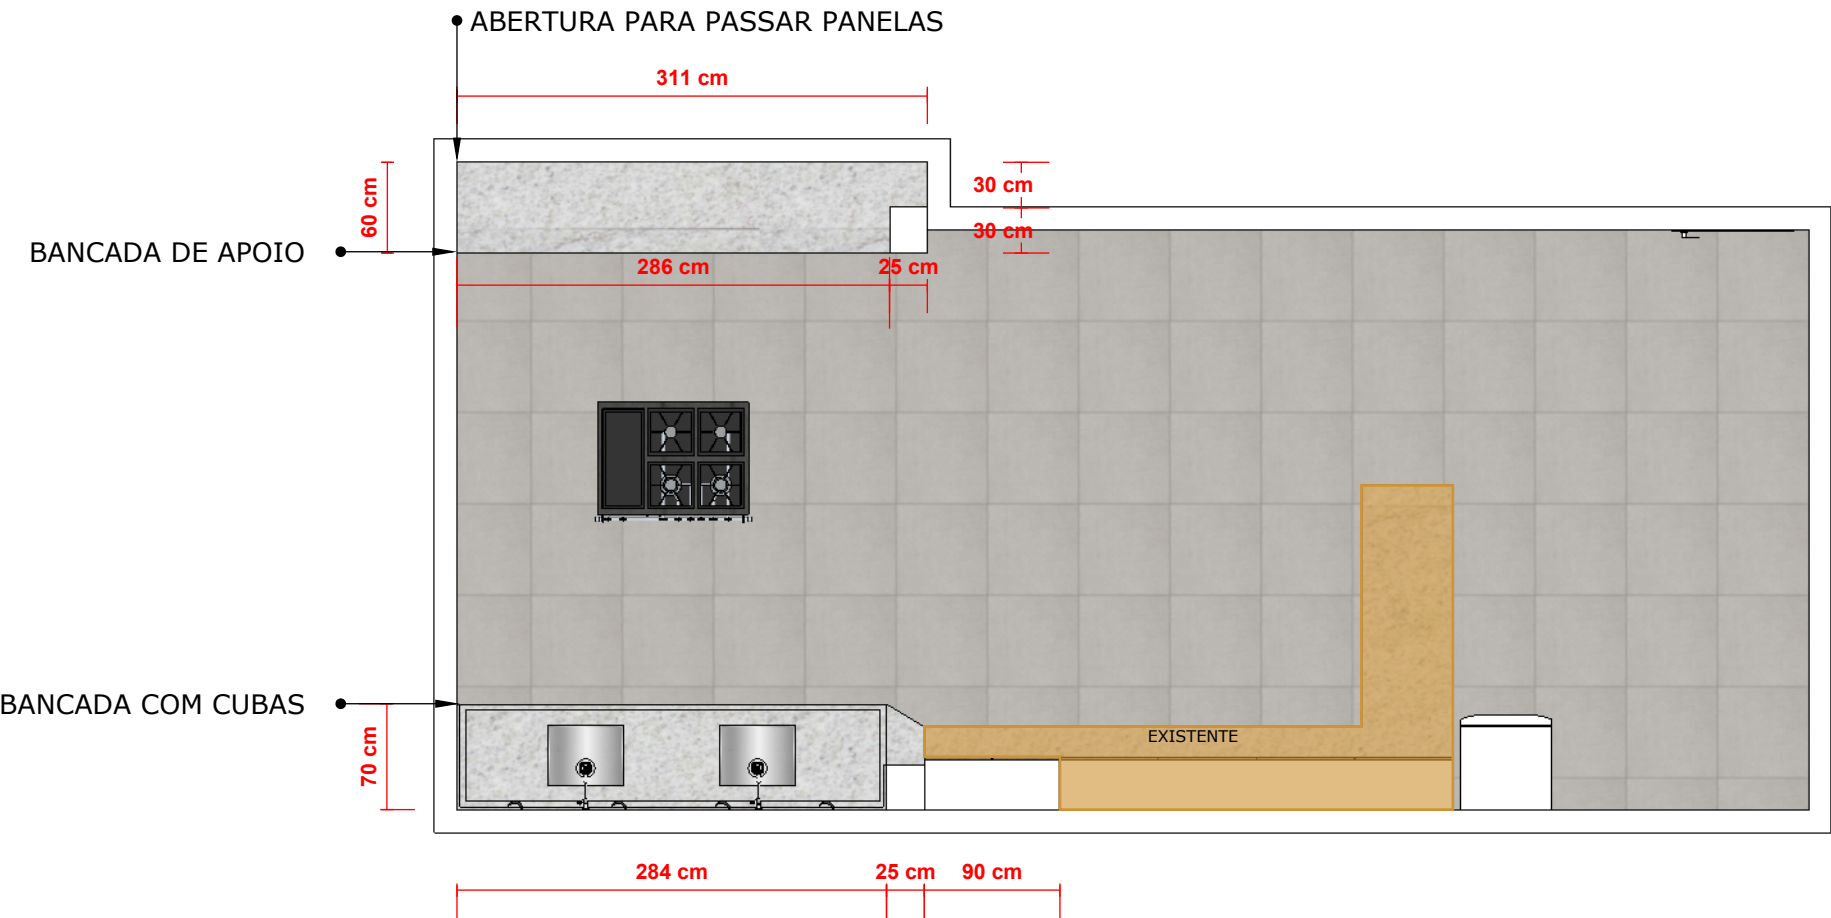 ABERTURA PARA PASSAR PANELAS
311 cm
60 cm
30 cm
30 cm
BANCADA DE APOIO
286 cm
25 cm
BANCADA COM CUBAS
70 cm
EXISTENTE
284 cm
25 cm
90 cm